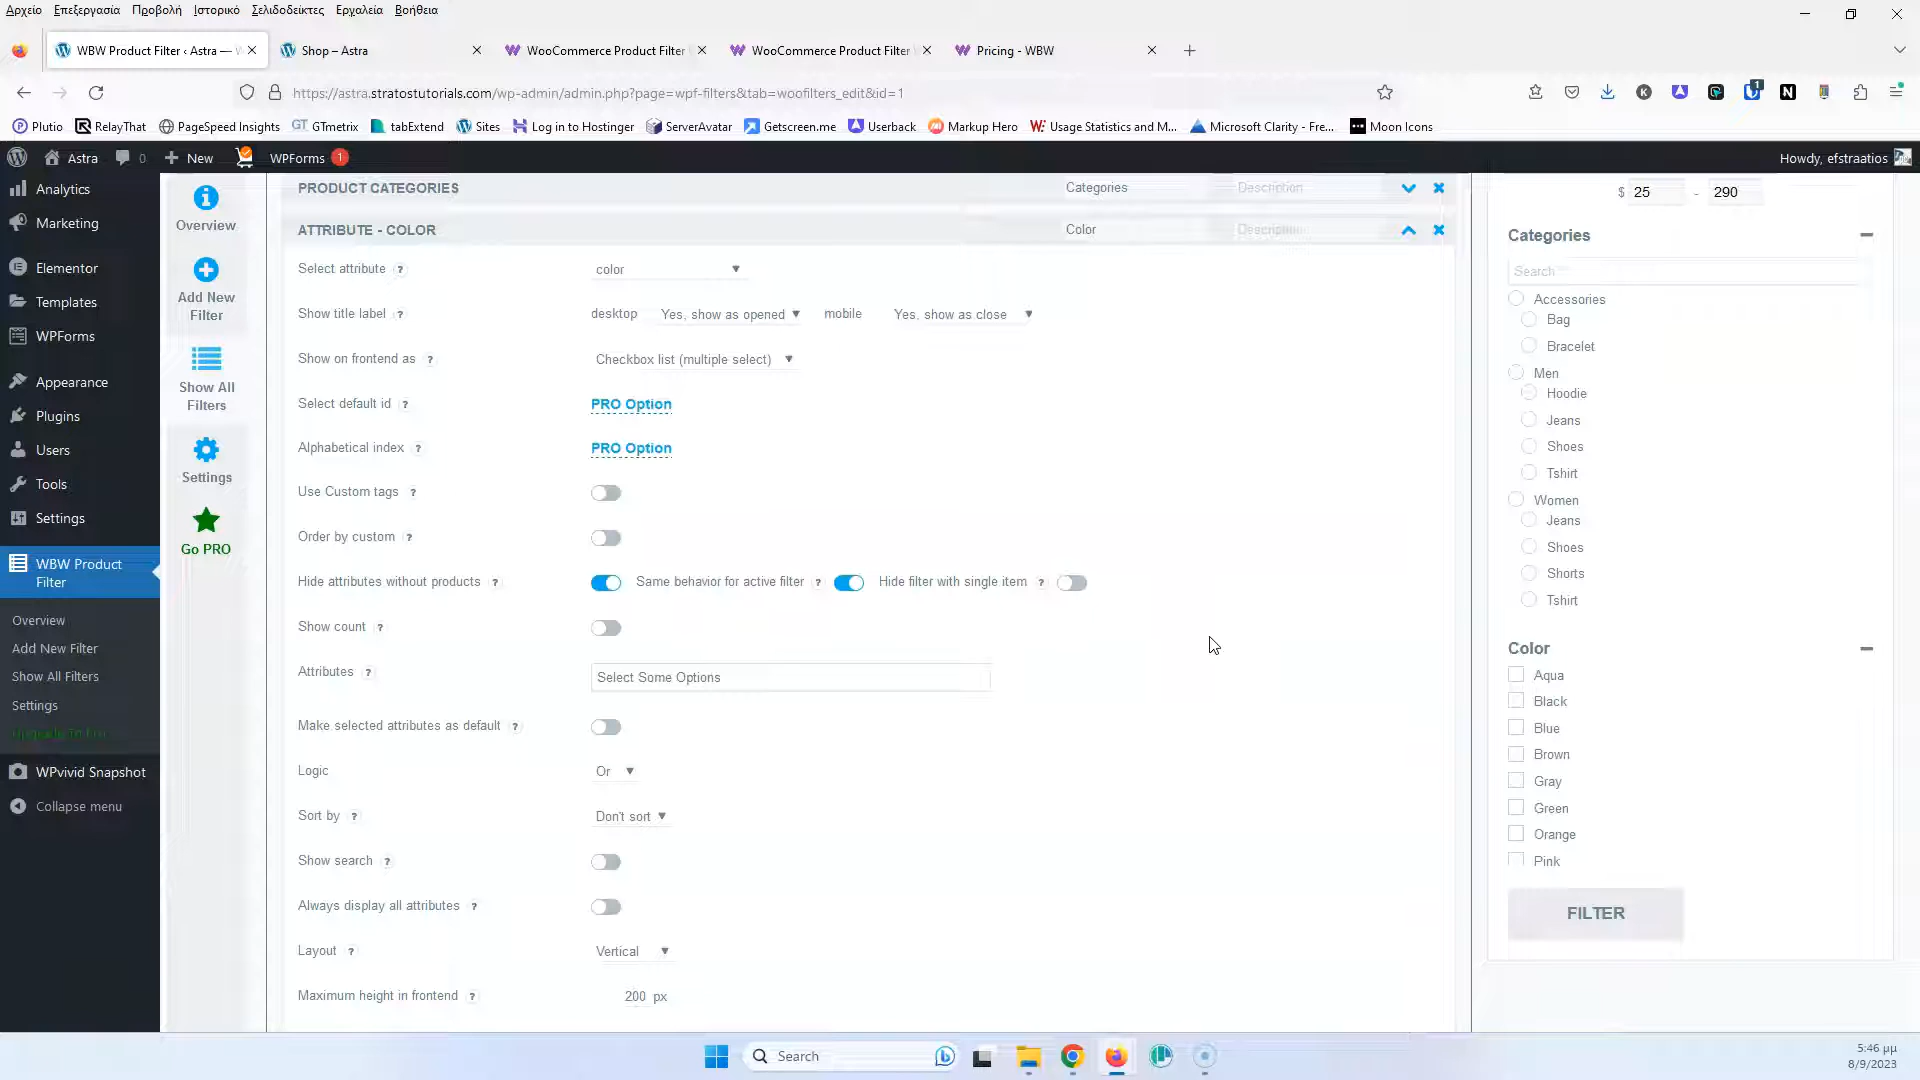 Αρχείο Επεξεργασία Προβολή Ιστορικό Σελιδοδείκτες Εργαλεία Βοήθεια
WBW Product Filter ‹ Astra — W
Shop – Astra
WooCommerce Product Filter
WooCommerce Product Filter
Pricing - WBW
https://astra.stratostutorials.com/wp-admin/admin.php?page=wpf-filters&tab=woofilters_edit&id=1
Plutio RelayThat PageSpeed Insights GTmetrix tabExtend Sites Log in to Hostinger ServerAvatar Getscreen.me Userback Markup Hero Usage Statistics and M... Microsoft Clarity - Fre... Moon Icons
Astra 0 New WPForms 1 Howdy, efstraatios
Analytics
Marketing
Elementor
Templates
WPForms
Appearance
Plugins
Users
Tools
Settings
WBW Product
Filter
Overview
Add New Filter
Show All Filters
Settings
Upgrade To Pro
WPvivid Snapshot
Collapse menu
Overview
Add New
Filter
Show All
Filters
Settings
Go PRO
PRODUCT CATEGORIES Categories Description
ATTRIBUTE - COLOR Color Description
Select attribute ? color
Show title label ? desktop Yes, show as opened mobile Yes, show as close
Show on frontend as ? Checkbox list (multiple select)
Select default id ? PRO Option
Alphabetical index ? PRO Option
Use Custom tags ?
Order by custom ?
Hide attributes without products ? Same behavior for active filter ? Hide filter with single item ?
Show count ?
Attributes ? Select Some Options
Make selected attributes as default ?
Logic Or
Sort by ? Don't sort
Show search ?
Always display all attributes ?
Layout ? Vertical
Maximum height in frontend ? 200 px
$ 25 - 290
Categories
Search
Accessories
Bag
Bracelet
Men
Hoodie
Jeans
Shoes
Tshirt
Women
Jeans
Shoes
Shorts
Tshirt
Color
Aqua
Black
Blue
Brown
Gray
Green
Orange
Pink
FILTER
Search
5:46 μμ
8/9/2023